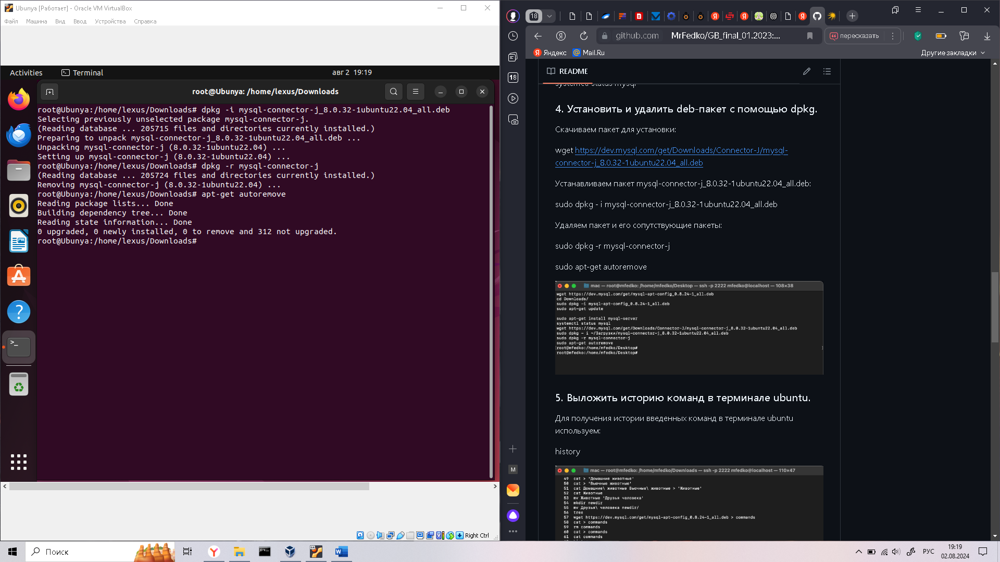 Ubunya [Работает] - Oracle VM VirtualBox
Файл Машина Вид Ввод Устройства Справка
Activities Terminal авг 2 19:19
root@Ubunya: /home/lexus/Downloads
root@Ubunya:/home/lexus/Downloads# dpkg -i mysql-connector-j_8.0.32-1ubuntu22.04_all.deb
Selecting previously unselected package mysql-connector-j.
(Reading database ... 205715 files and directories currently installed.)
Preparing to unpack mysql-connector-j_8.0.32-1ubuntu22.04_all.deb ...
Unpacking mysql-connector-j (8.0.32-1ubuntu22.04) ...
Setting up mysql-connector-j (8.0.32-1ubuntu22.04) ...
root@Ubunya:/home/lexus/Downloads# dpkg -r mysql-connector-j
(Reading database ... 205724 files and directories currently installed.)
Removing mysql-connector-j (8.0.32-1ubuntu22.04) ...
root@Ubunya:/home/lexus/Downloads# apt-get autoremove
Reading package lists... Done
Building dependency tree... Done
Reading state information... Done
0 upgraded, 0 newly installed, 0 to remove and 312 not upgraded.
root@Ubunya:/home/lexus/Downloads#
Right Ctrl
18
github.com MrFedko/GB_final_01.2023:... пересказать
Яндекс Mail.Ru Другие закладки
18
M
README
systemctl status mysql
4. Установить и удалить deb-пакет с помощью dpkg.
Скачиваем пакет для установки:
wget https://dev.mysql.com/get/Downloads/Connector-J/mysql-
connector-j_8.0.32-1ubuntu22.04_all.deb
Устанавливаем пакет mysql-connector-j_8.0.32-1ubuntu22.04_all.deb:
sudo dpkg - i mysql-connector-j_8.0.32-1ubuntu22.04_all.deb
Удаляем пакет и его сопутствующие пакеты:
sudo dpkg -r mysql-connector-j
sudo apt-get autoremove
mac — root@mfedko: /home/mfedko/Desktop — ssh -p 2222 mfedko@localhost — 108×38
wget https://dev.mysql.com/get/mysql-apt-config_0.8.24-1_all.deb
cd Downloads/
sudo dpkg -i mysql-apt-config_0.8.24-1_all.deb
sudo apt-get update
sudo apt-get install mysql-server
systemctl status mysql
wget https://dev.mysql.com/get/Downloads/Connector-J/mysql-connector-j_8.0.32-1ubuntu22.04_all.deb
sudo dpkg - i ~/Загрузки/mysql-connector-j_8.0.32-1ubuntu22.04_all.deb
sudo dpkg -r mysql-connector-j
sudo apt-get autoremove
root@mfedko:/home/mfedko/Desktop#
root@mfedko:/home/mfedko/Desktop#
5. Выложить историю команд в терминале ubuntu.
Для получения истории введенных команд в терминале ubuntu
используем:
history
mac — root@mfedko: /home/mfedko/Downloads — ssh -p 2222 mfedko@localhost — 110×47
49 cat > 'Домашние животные'
50 cat > 'Вьючные животные'
51 cat Домашние\ животные Вьючные\ животные > 'Животные'
52 cat Животные
53 mv Животные 'Друзья человека'
54 mkdir newdir
55 mv Друзья\ человека newdir/
56 tree
57 wget https://dev.mysql.com/get/mysql-apt-config_0.8.24-1_all.deb > commands
58 cat > commands
59 rm commands
60 cat > commands
61 cat commands
Поиск
РУС
19:19
02.08.2024